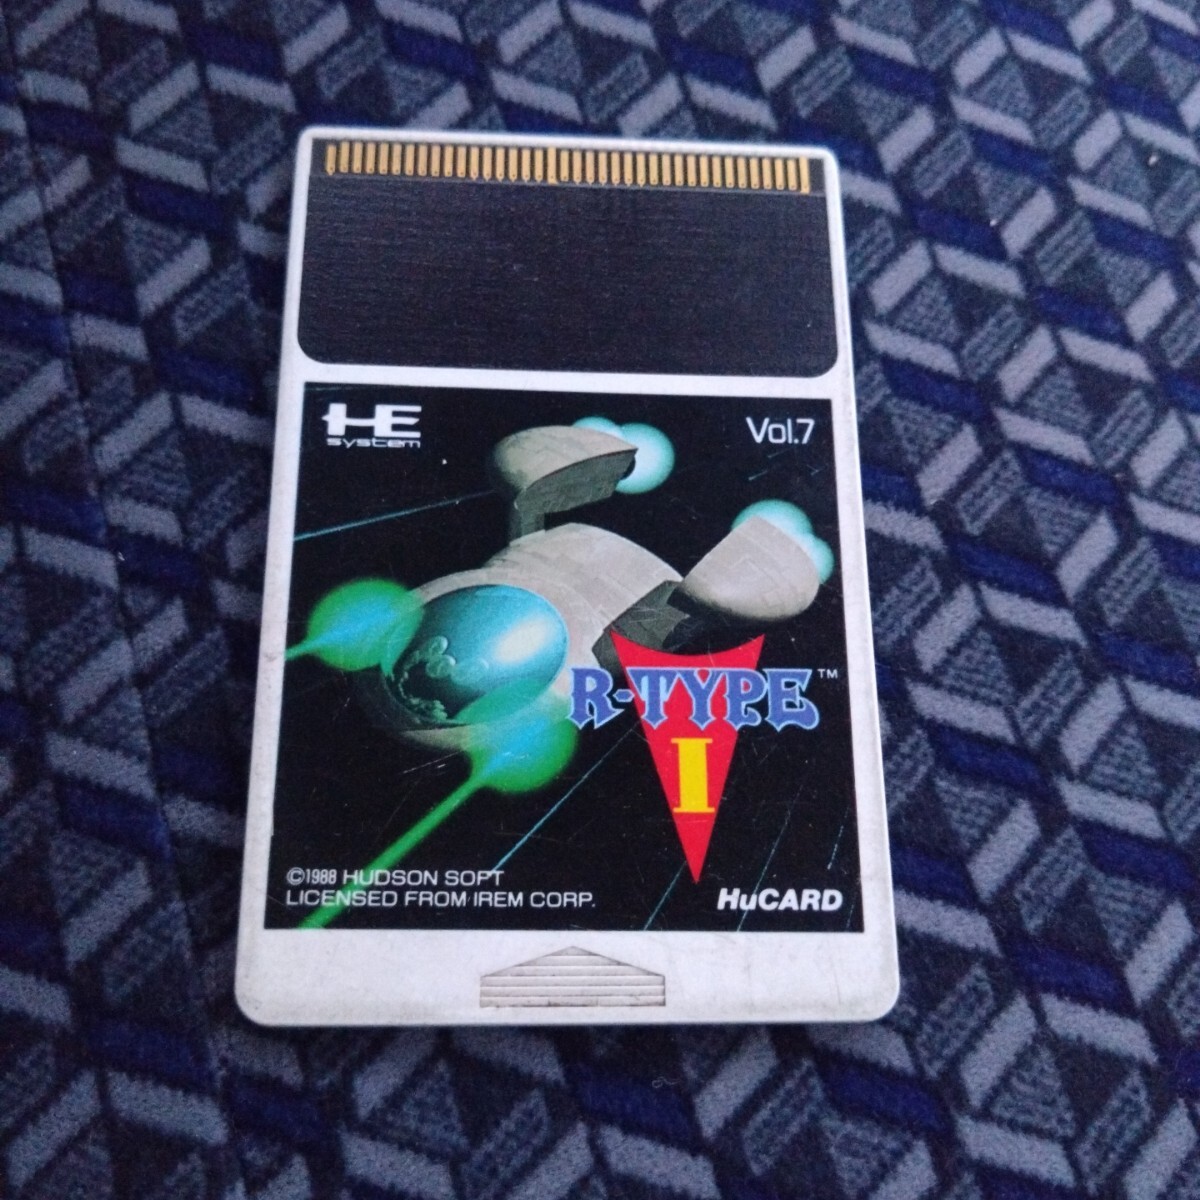 HE
system
Vol.7
R-TYPE™
I
©1988 HUDSON SOFT
LICENSED FROM IREM CORP.
HuCARD